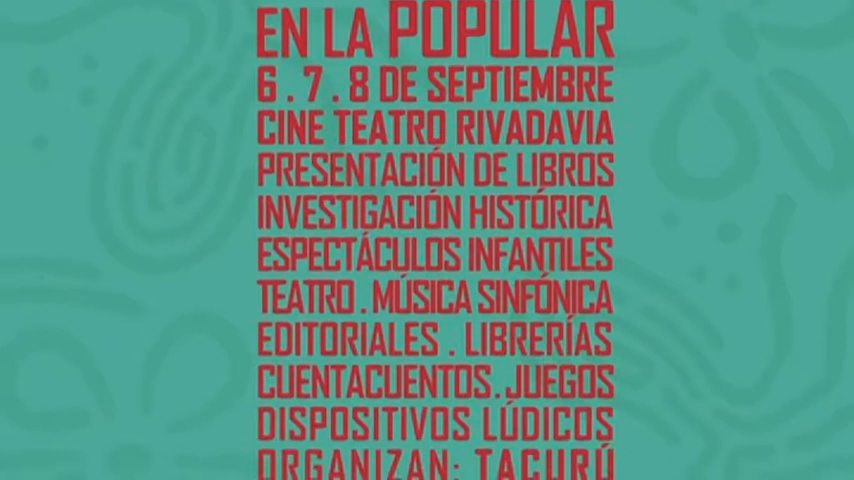 EN LA POPULAR
6 . 7 . 8 DE SEPTIEMBRE
CINE TEATRO RIVADAVIA
PRESENTACIÓN DE LIBROS
INVESTIGACIÓN HISTÓRICA
ESPECTÁCULOS INFANTILES
TEATRO . MÚSICA SINFÓNICA
EDITORIALES . LIBRERÍAS
CUENTACUENTOS . JUEGOS
DISPOSITIVOS LÚDICOS
ORGANIZAN: TACURÚ